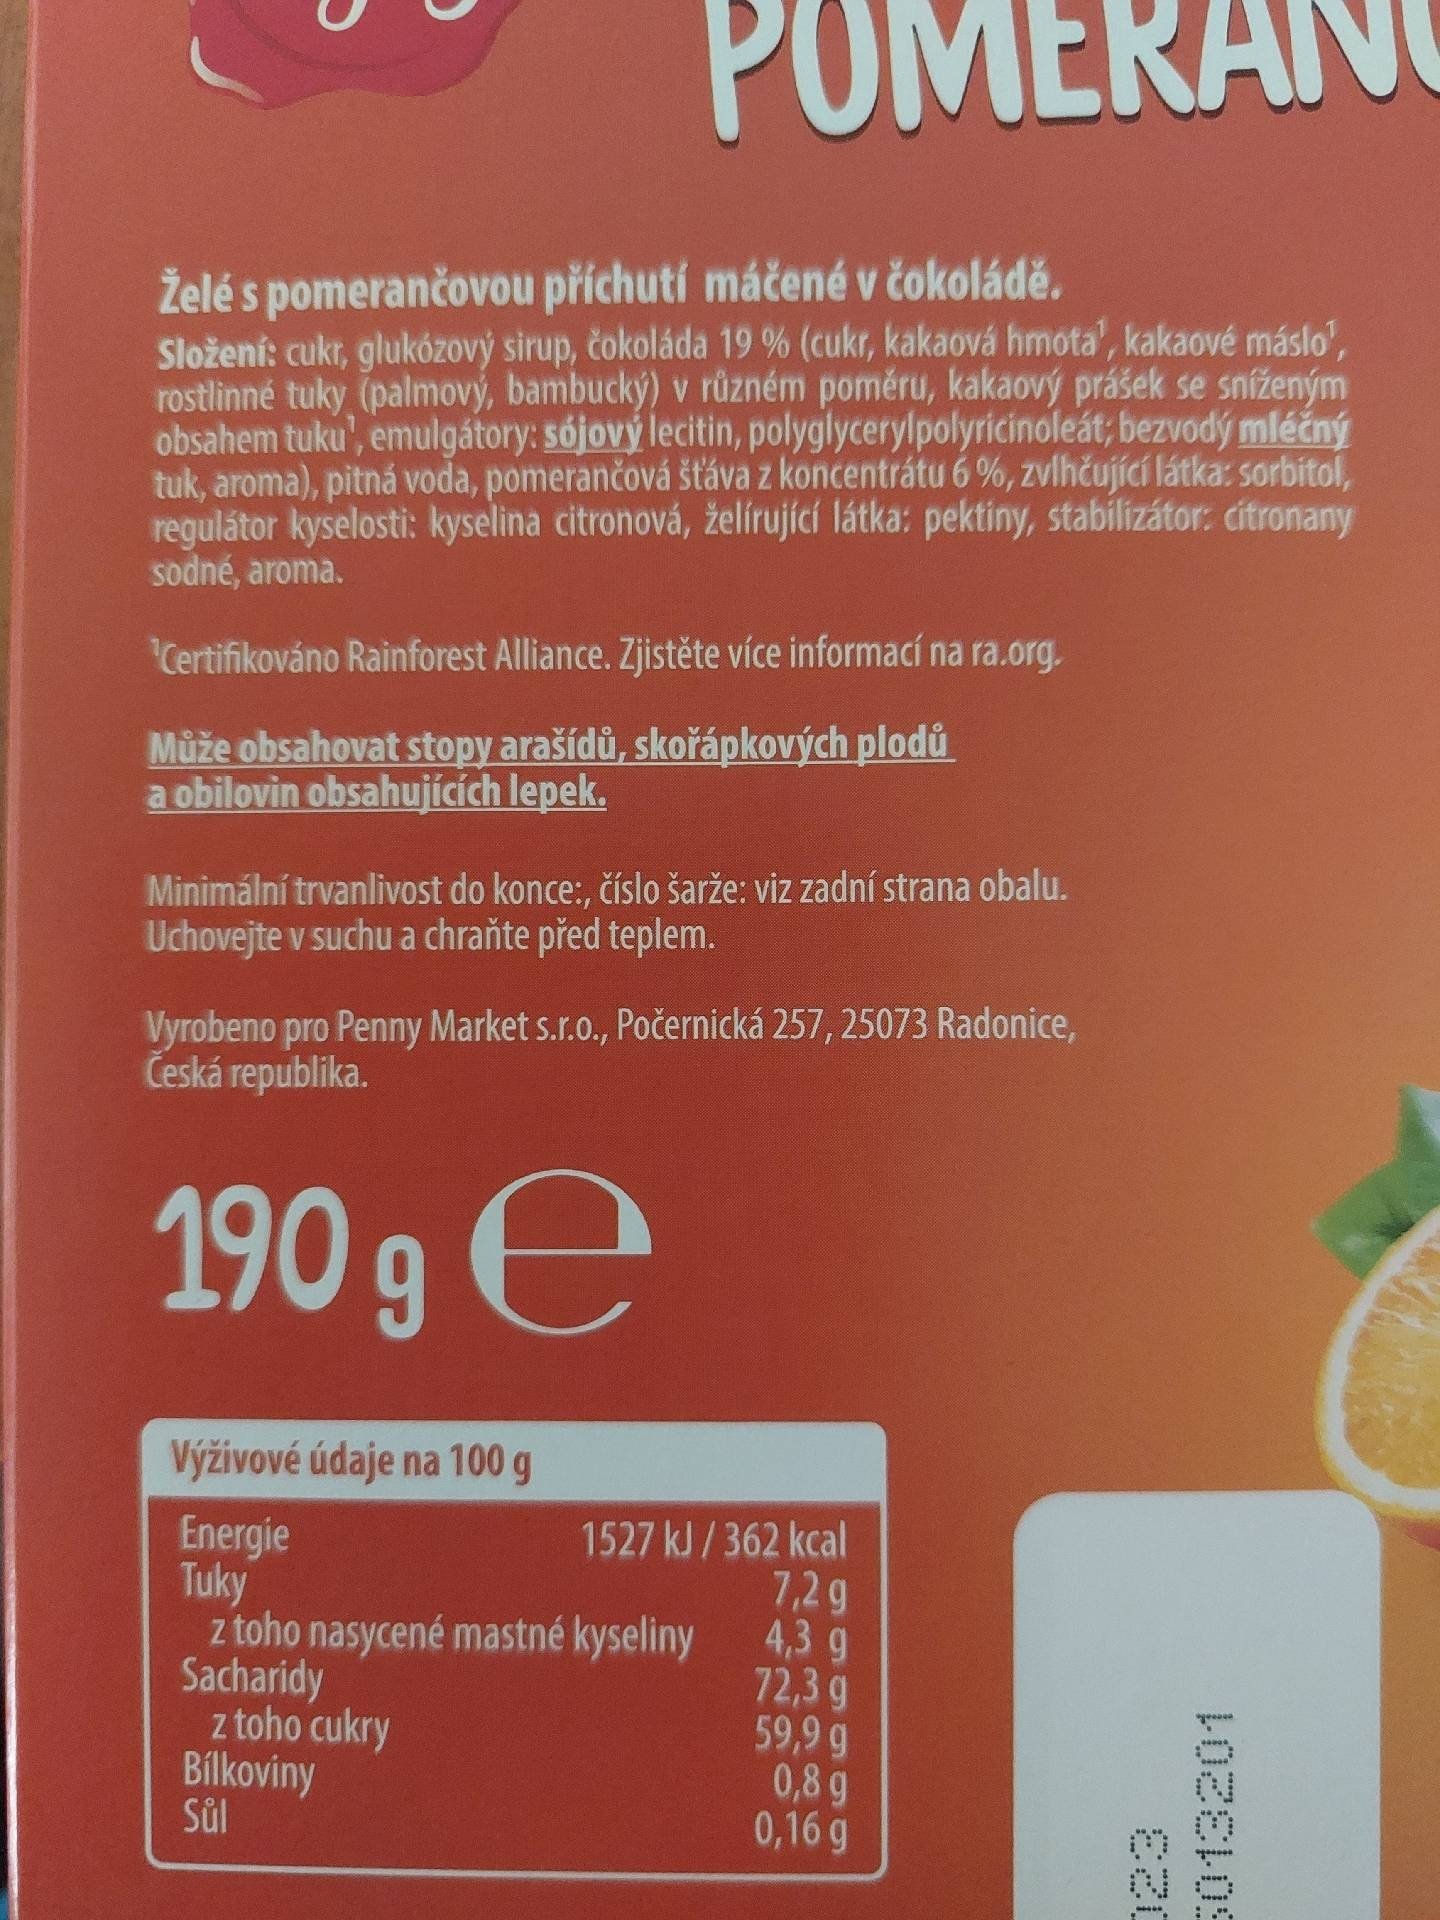 POMERAN
Želé s pomerančovou příchutí máčené v čokoládě.
Složení: cukr, glukózový sirup, čokoláda 19 % (cukr, kakaová hmota¹, kakaové máslo¹,
rostlinné tuky (palmový, bambucký) v různém poměru, kakaový prášek se sníženým
obsahem tuku¹, emulgátory: sójový lecitin, polyglycerylpolyricinoleát; bezvodý mléčný
tuk, aroma), pitná voda, pomerančová šťáva z koncentrátu 6 %, zvlhčující látka: sorbitol,
regulátor kyselosti: kyselina citronová, želírující látka: pektiny, stabilizátor: citronany
sodné, aroma.
¹Certifikováno Rainforest Alliance. Zjistěte více informací na ra.org.
Může obsahovat stopy arašídů, skořápkových plodů
a obilovin obsahujících lepek.
Minimální trvanlivost do konce:, číslo šarže: viz zadní strana obalu.
Uchovejte v suchu a chraňte před teplem.
Vyrobeno pro Penny Market s.r.o., Počernická 257, 25073 Radonice,
Česká republika.
190 g e
Výživové údaje na 100 g
Energie 1527 kJ / 362 kcal
Tuky 7,2 g
z toho nasycené mastné kyseliny 4,3 g
Sacharidy 72,3 g
z toho cukry 59,9 g
Bílkoviny 0,8 g
Sůl 0,16 g
023
5013201